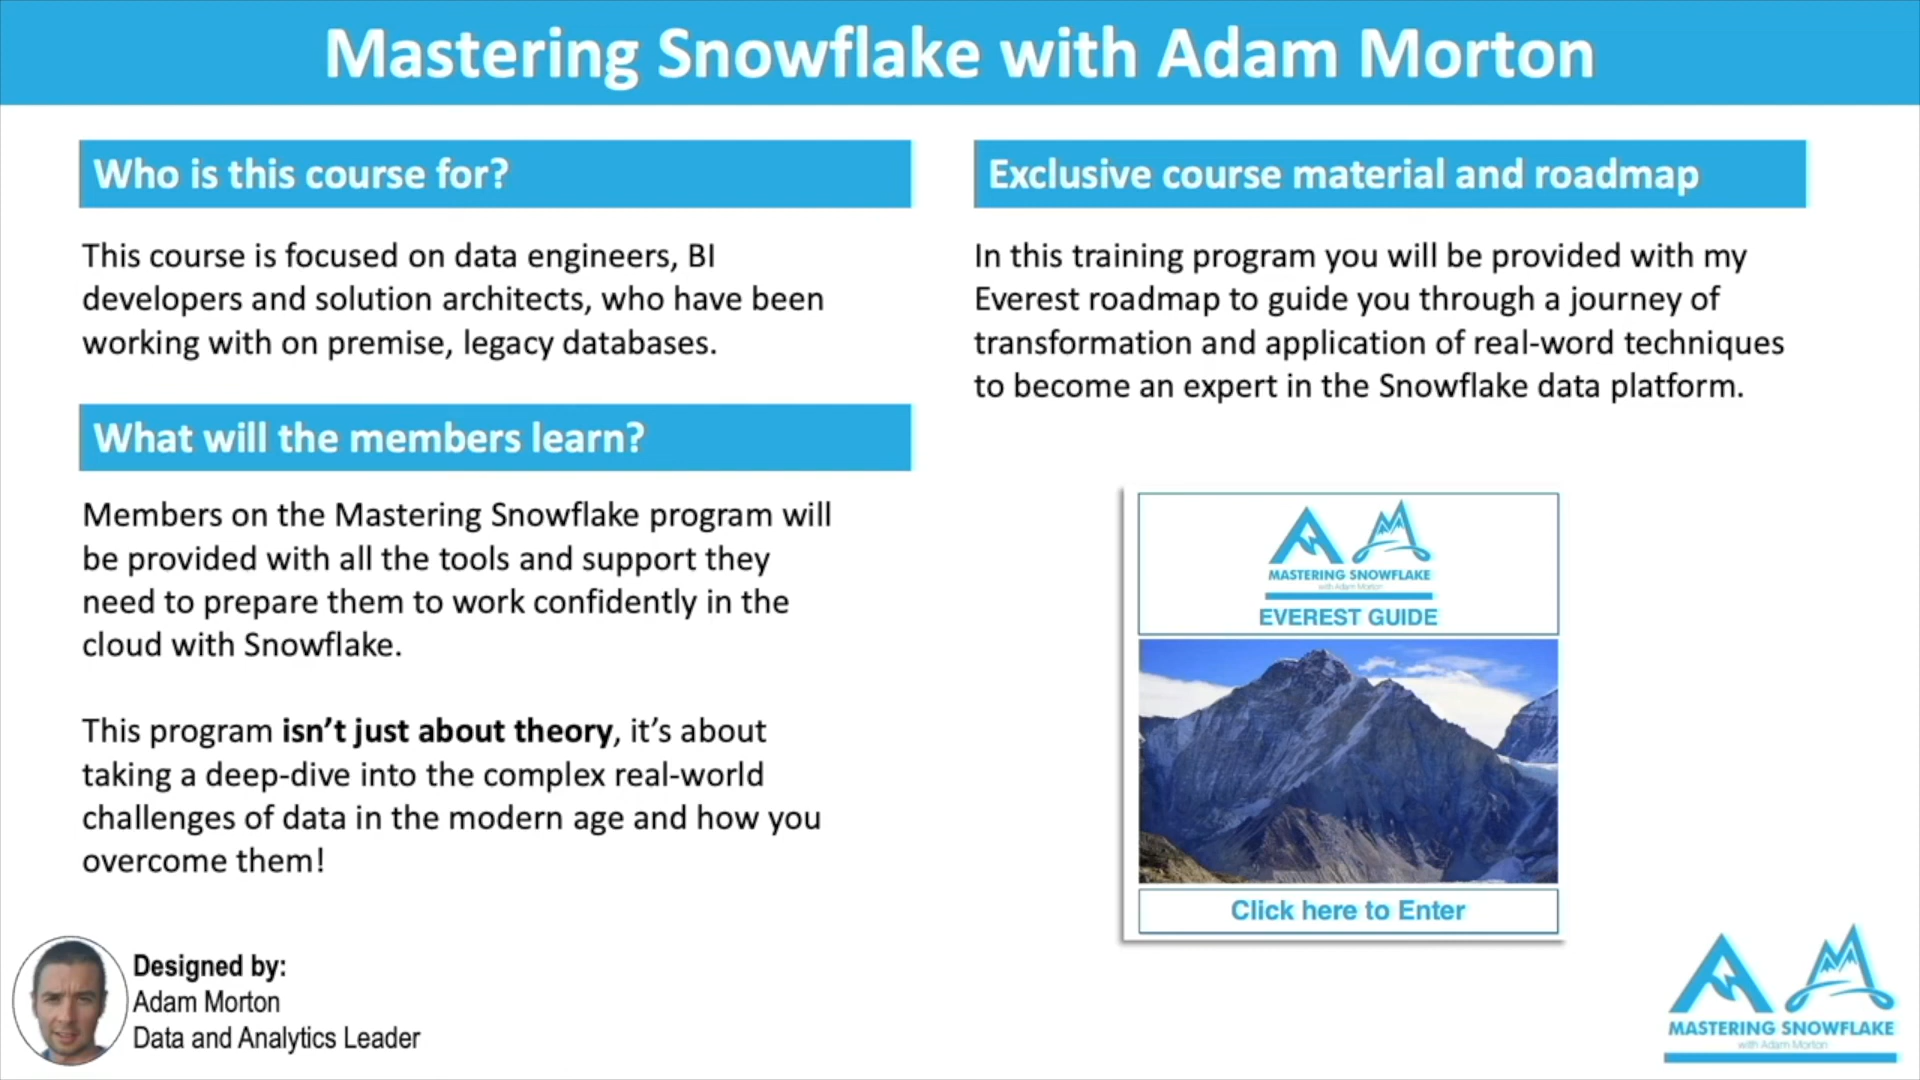 Mastering Snowflake with Adam Morton
Who is this course for?
This course is focused on data engineers, BI
developers and solution architects, who have been
working with on premise, legacy databases.
What will the members learn?
Members on the Mastering Snowflake program will
be provided with all the tools and support they
need to prepare them to work confidently in the
cloud with Snowflake.
This program isn't just about theory, it's about
taking a deep-dive into the complex real-world
challenges of data in the modern age and how you
overcome them!
Designed by:
Adam Morton
Data and Analytics Leader
Exclusive course material and roadmap
In this training program you will be provided with my
Everest roadmap to guide you through a journey of
transformation and application of real-word techniques
to become an expert in the Snowflake data platform.
MASTERING SNOWFLAKE
with Adam Morton
EVEREST GUIDE
Click here to Enter
MASTERING SNOWFLAKE
with Adam Morton